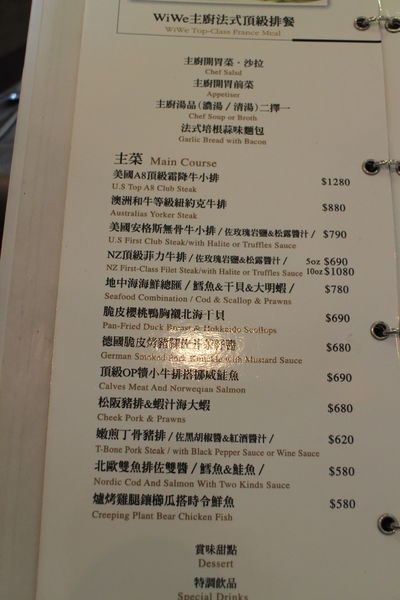 WiWe主廚法式頂級排餐
WiWe Top-Class France Meal
主廚開胃菜・沙拉
Chef Salad
主廚開胃前菜
Appetiser
主廚湯品(濃湯/清湯)二擇一
Chef Soup or Broth
法式培根蒜味麵包
Garlic Bread with Bacon
主菜 Main Course
美國A8頂級霜降牛小排 $1280
U.S Top A8 Club Steak
澳洲和牛等級紐約克牛排 $880
Australias Yorker Steak
美國安格斯無骨牛小排/佐玫瑰岩鹽&松露醬汁/ $790
U.S First Club Steak/with Halite or Truffles Sauce
NZ頂級菲力牛排/佐玫瑰岩鹽&松露醬汁/ 5oz $690
NZ First-Class Filet Steak/with Halite or Truffles Sauce 10oz $1080
地中海海鮮總匯/鱈魚&干貝&大明蝦/ $780
Seafood Combination / Cod & Scallop & Prawns
脆皮櫻桃鴨胸襯北海干貝 $690
Pan-Fried Duck Breast & Hokkaido Scallops
德國脆皮烤豬腳 $680
German Smoked Pork Knuckle with Mustard Sauce
頂級OP犢小牛排搭挪威鮭魚 $690
Calves Meat And Norweqian Salmon
松阪豬排&蝦汁海大蝦 $680
Cheek Pork & Prawns
嫩煎丁骨豬排/佐黑胡椒醬&紅酒醬汁/ $620
T-Bone Pork Steak / with Black Pepper Sauce or Wine Sauce
北歐雙魚排佐雙醬/鱈魚&鮭魚/ $580
Nordic Cod And Salmon With Two Kinds Sauce
爐烤雞腿鑲櫛瓜搭時令鮮魚 $580
Creeping Plant Bear Chicken Fish
賞味甜點
Dessert
特調飲品
Special Drinks